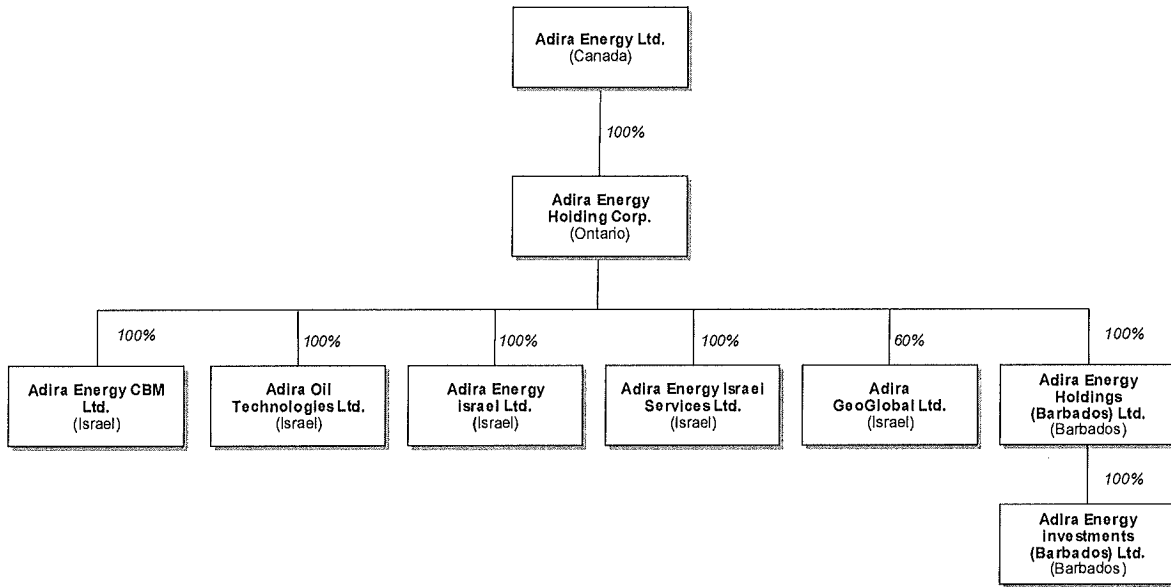 Adira Energy Ltd.
(Canada)
100%
Adira Energy
Holding Corp.
(Ontario)
100%
100%
100%
100%
60%
100%
Adira Energy CBM
Ltd.
(Israel)
Adira Oil
Technologies Ltd.
(Israel)
Adira Energy
Israel Ltd.
(Israel)
Adira Energy Israel
Services Ltd.
(Israel)
Adira
GeoGlobal Ltd.
(Israel)
Adira Energy
Holdings
(Barbados) Ltd.
(Barbados)
100%
Adira Energy
Investments
(Barbados) Ltd.
(Barbados)